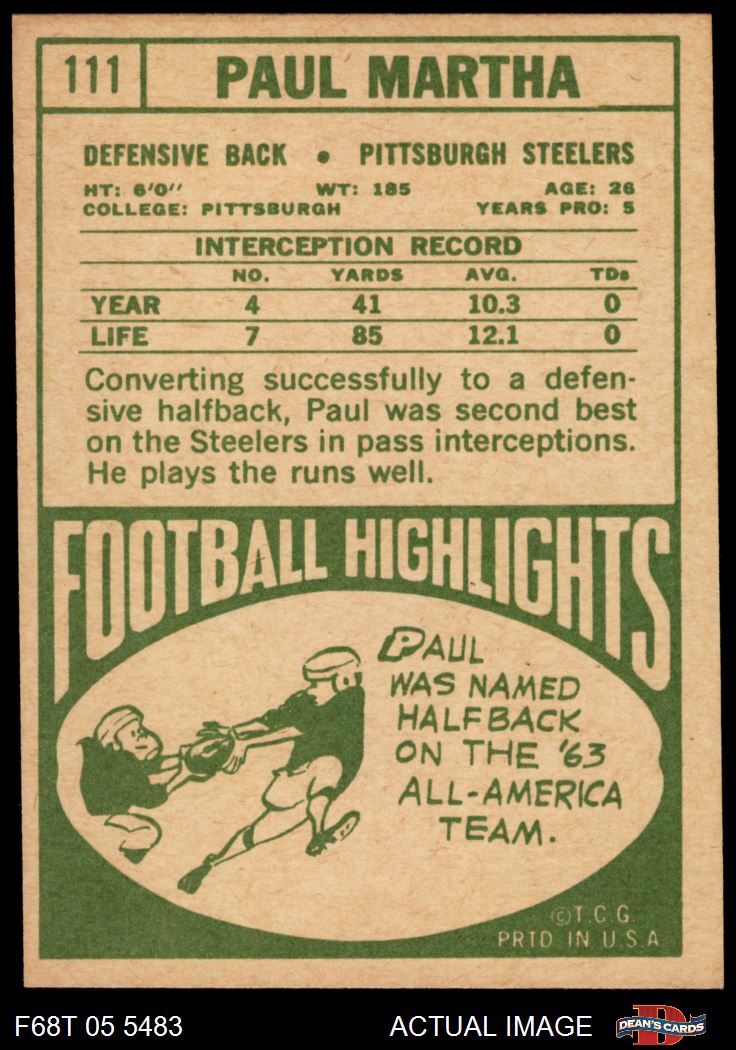 111 PAUL MARTHA
DEFENSIVE BACK • PITTSBURGH STEELERS
HT: 6'0" WT: 185 AGE: 26
COLLEGE: PITTSBURGH YEARS PRO: 5
INTERCEPTION RECORD
NO. YARDS AVG. TDs
YEAR 4 41 10.3 0
LIFE 7 85 12.1 0
Converting successfully to a defen-
sive halfback, Paul was second best
on the Steelers in pass interceptions.
He plays the runs well.
FOOTBALL HIGHLIGHTS
PAUL
WAS NAMED
HALFBACK
ON THE '63
ALL-AMERICA
TEAM.
©T.C.G.
PRTD IN U.S.A
F68T 05 5483 ACTUAL IMAGE D DEAN'S CARDS